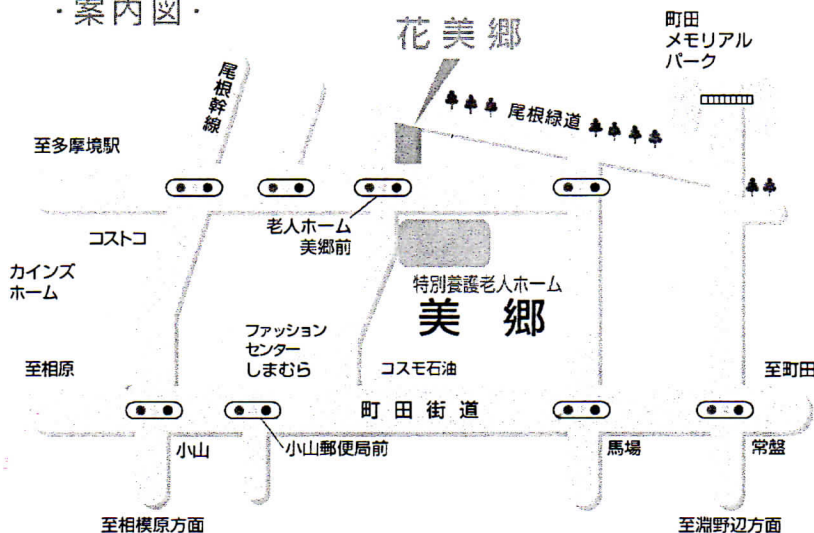 ・案内図・
花美郷
町田
メモリアル
パーク
尾根幹線
尾根緑道
至多摩境駅
老人ホーム
美郷前
コストコ
カインズ
ホーム
特別養護老人ホーム
美郷
ファッション
センター
しまむら
コスモ石油
至相原
至町田
町田街道
小山
小山郵便局前
馬場
常盤
至相模原方面
至淵野辺方面